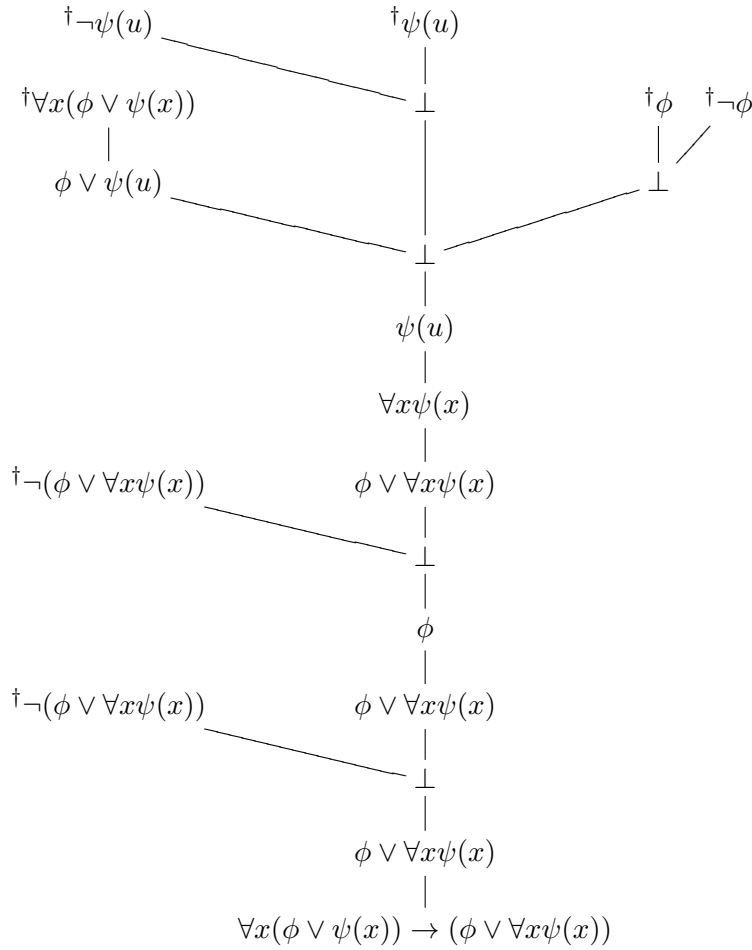 †¬ψ(u) †ψ(u)
†∀x(ϕ ∨ ψ(x)) ⊥ †ϕ †¬ϕ
ϕ ∨ ψ(u) ⊥
⊥
ψ(u)
∀xψ(x)
†¬(ϕ ∨ ∀xψ(x)) ϕ ∨ ∀xψ(x)
⊥
ϕ
†¬(ϕ ∨ ∀xψ(x)) ϕ ∨ ∀xψ(x)
⊥
ϕ ∨ ∀xψ(x)
∀x(ϕ ∨ ψ(x)) → (ϕ ∨ ∀xψ(x))